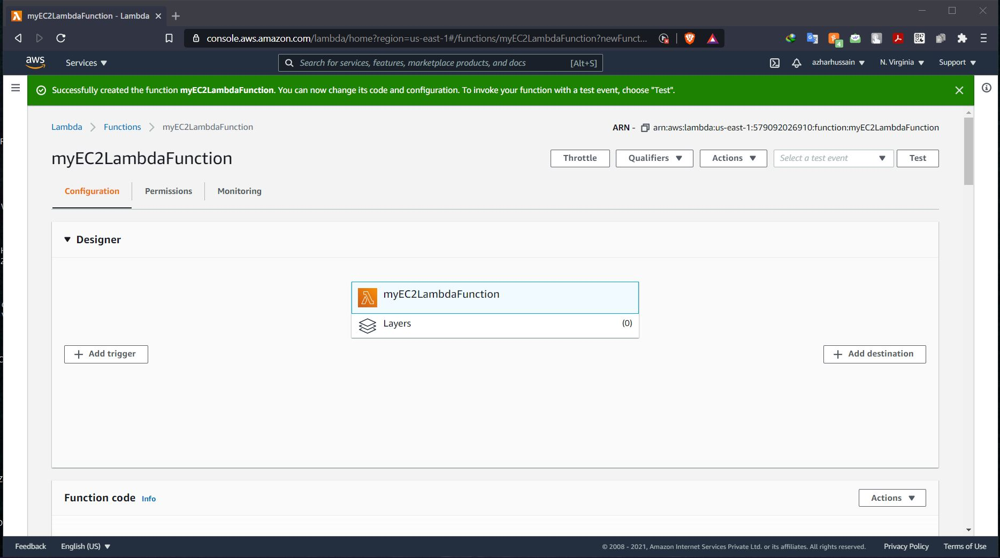 myEC2LambdaFunction - Lambda
console.aws.amazon.com/lambda/home?region=us-east-1#/functions/myEC2LambdaFunction?newFunct...
4
aws
Services
Search for services, features, marketplace products, and docs [Alt+S]
azharhussain
N. Virginia
Support
Successfully created the function myEC2LambdaFunction. You can now change its code and configuration. To invoke your function with a test event, choose "Test".
Lambda
Functions
myEC2LambdaFunction
ARN - arn:aws:lambda:us-east-1:579092026910:function:myEC2LambdaFunction
myEC2LambdaFunction
Throttle
Qualifiers
Actions
Select a test event
Test
Configuration
Permissions
Monitoring
Designer
myEC2LambdaFunction
Layers (0)
+ Add trigger
+ Add destination
Function code Info
Actions
Feedback
English (US)
© 2008 - 2021, Amazon Internet Services Private Ltd. or its affiliates. All rights reserved.
Privacy Policy
Terms of Use